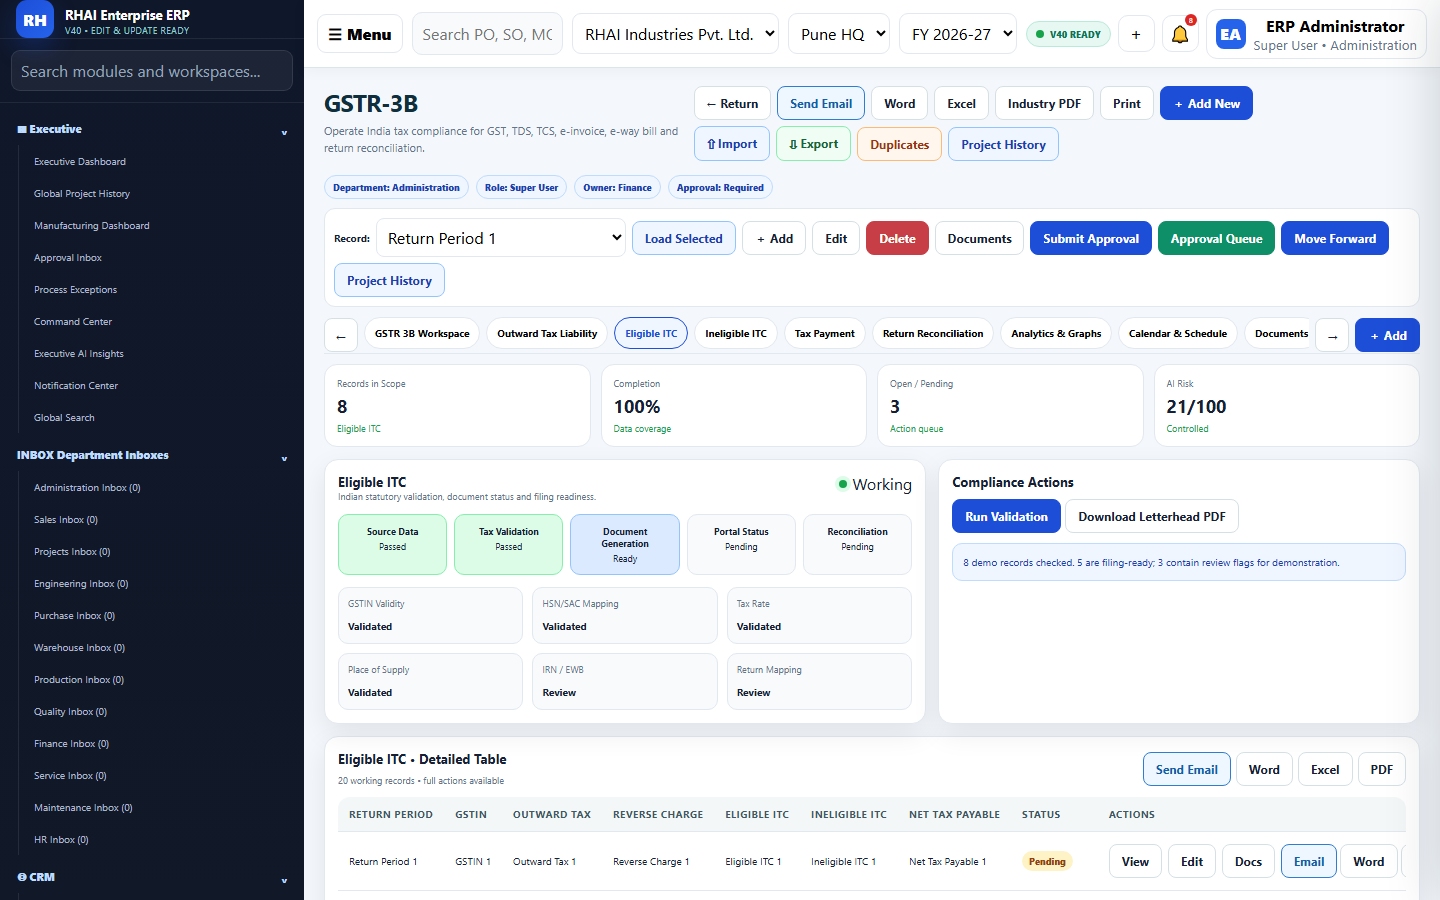 RH
RHAI Enterprise ERP
V40 • EDIT & UPDATE READY
Search modules and workspaces...
Executive
Executive Dashboard
Global Project History
Manufacturing Dashboard
Approval Inbox
Process Exceptions
Command Center
Executive AI Insights
Notification Center
Global Search
INBOX Department Inboxes
Administration Inbox (0)
Sales Inbox (0)
Projects Inbox (0)
Engineering Inbox (0)
Purchase Inbox (0)
Warehouse Inbox (0)
Production Inbox (0)
Quality Inbox (0)
Finance Inbox (0)
Service Inbox (0)
Maintenance Inbox (0)
HR Inbox (0)
CRM
☰ Menu
Search PO, SO, MC
RHAI Industries Pvt. Ltd.
Pune HQ
FY 2026-27
V40 READY
+
8
EA
ERP Administrator
Super User • Administration
GSTR-3B
Operate India tax compliance for GST, TDS, TCS, e-invoice, e-way bill and
return reconciliation.
← Return
Send Email
Word
Excel
Industry PDF
Print
+ Add New
⇧ Import
⇩ Export
Duplicates
Project History
Department: Administration
Role: Super User
Owner: Finance
Approval: Required
Record:
Return Period 1
Load Selected
+ Add
Edit
Delete
Documents
Submit Approval
Approval Queue
Move Forward
Project History
←
GSTR 3B Workspace
Outward Tax Liability
Eligible ITC
Ineligible ITC
Tax Payment
Return Reconciliation
Analytics & Graphs
Calendar & Schedule
Documents
→
+ Add
Records in Scope
8
Eligible ITC
Completion
100%
Data coverage
Open / Pending
3
Action queue
AI Risk
21/100
Controlled
Eligible ITC
Indian statutory validation, document status and filing readiness.
Working
Source Data
Passed
Tax Validation
Passed
Document
Generation
Ready
Portal Status
Pending
Reconciliation
Pending
GSTIN Validity
Validated
HSN/SAC Mapping
Validated
Tax Rate
Validated
Place of Supply
Validated
IRN / EWB
Review
Return Mapping
Review
Compliance Actions
Run Validation
Download Letterhead PDF
8 demo records checked. 5 are filing-ready; 3 contain review flags for demonstration.
Eligible ITC • Detailed Table
20 working records • full actions available
Send Email
Word
Excel
PDF
RETURN PERIOD GSTIN OUTWARD TAX REVERSE CHARGE ELIGIBLE ITC INELIGIBLE ITC NET TAX PAYABLE STATUS ACTIONS
Return Period 1 GSTIN 1 Outward Tax 1 Reverse Charge 1 Eligible ITC 1 Ineligible ITC 1 Net Tax Payable 1 Pending View Edit Docs Email Word